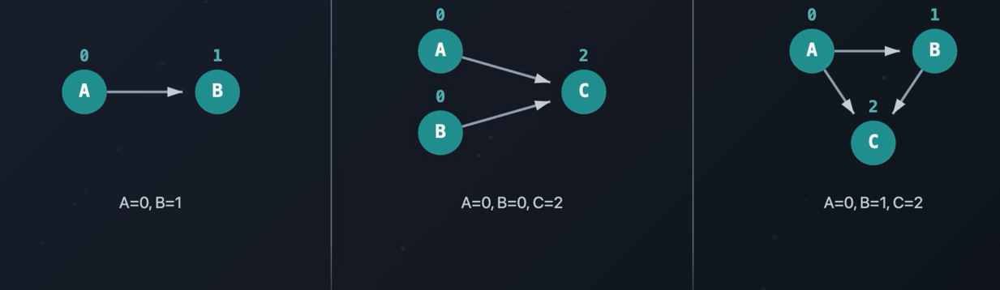 0 1
A B
A=0, B=1
0
A
2
0
C
B
A=0, B=0, C=2
0 1
A B
2
C
A=0, B=1, C=2